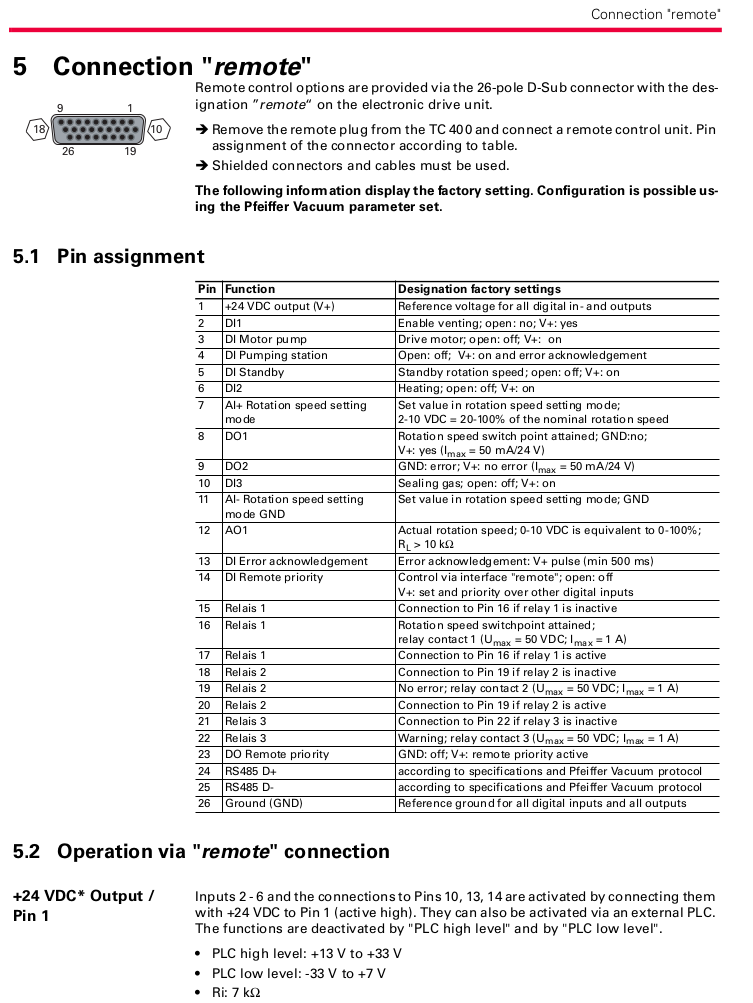 Connection "remote"
5 Connection "remote"
Remote control options are provided via the 26-pole D-Sub connector with the des-
ignation "remote" on the electronic drive unit.
9 1
18 10
26 19
➔ Remove the remote plug from the TC 400 and connect a remote control unit. Pin
assignment of the connector according to table.
➔ Shielded connectors and cables must be used.
The following information display the factory setting. Configuration is possible us-
ing the Pfeiffer Vacuum parameter set.
5.1 Pin assignment
Pin Function Designation factory settings
1 +24 VDC output (V+) Reference voltage for all digital in- and outputs
2 DI1 Enable venting; open: no; V+: yes
3 DI Motor pump Drive motor; open: off; V+: on
4 DI Pumping station Open: off; V+: on and error acknowledgement
5 DI Standby Standby rotation speed; open: off; V+: on
6 DI2 Heating; open: off; V+: on
7 AI+ Rotation speed setting Set value in rotation speed setting mode;
mode 2-10 VDC = 20-100% of the nominal rotation speed
8 DO1 Rotation speed switch point attained; GND:no;
V+: yes (Imax = 50 mA/24 V)
9 DO2 GND: error; V+: no error (Imax = 50 mA/24 V)
10 DI3 Sealing gas; open: off; V+: on
11 AI- Rotation speed setting Set value in rotation speed setting mode; GND
mode GND
12 AO1 Actual rotation speed; 0-10 VDC is equivalent to 0-100%;
RL > 10 kΩ
13 DI Error acknowledgement Error acknowledgement: V+ pulse (min 500 ms)
14 DI Remote priority Control via interface "remote"; open: off
V+: set and priority over other digital inputs
15 Relais 1 Connection to Pin 16 if relay 1 is inactive
16 Relais 1 Rotation speed switchpoint attained;
relay contact 1 (Umax = 50 VDC; Imax = 1 A)
17 Relais 1 Connection to Pin 16 if relay 1 is active
18 Relais 2 Connection to Pin 19 if relay 2 is inactive
19 Relais 2 No error; relay contact 2 (Umax = 50 VDC; Imax = 1 A)
20 Relais 2 Connection to Pin 19 if relay 2 is active
21 Relais 3 Connection to Pin 22 if relay 3 is inactive
22 Relais 3 Warning; relay contact 3 (Umax = 50 VDC; Imax = 1 A)
23 DO Remote priority GND: off; V+: remote priority active
24 RS485 D+ according to specifications and Pfeiffer Vacuum protocol
25 RS485 D- according to specifications and Pfeiffer Vacuum protocol
26 Ground (GND) Reference ground for all digital inputs and all outputs
5.2 Operation via "remote" connection
+24 VDC* Output /
Pin 1
Inputs 2 - 6 and the connections to Pins 10, 13, 14 are activated by connecting them
with +24 VDC to Pin 1 (active high). They can also be activated via an external PLC.
The functions are deactivated by "PLC high level" and by "PLC low level".
• PLC high level: +13 V to +33 V
• PLC low level: -33 V to +7 V
• Ri: 7 kΩ